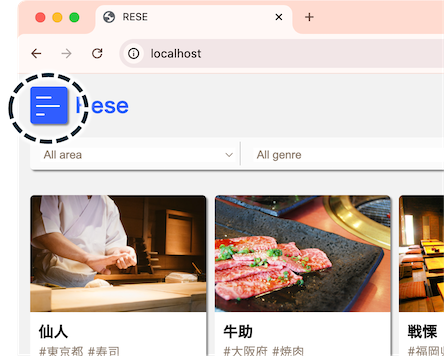 RESE
localhost
Rese
All area
All genre
仙人
牛助
戦慄
#東京都 #寿司
#大阪府 #焼肉
#福岡